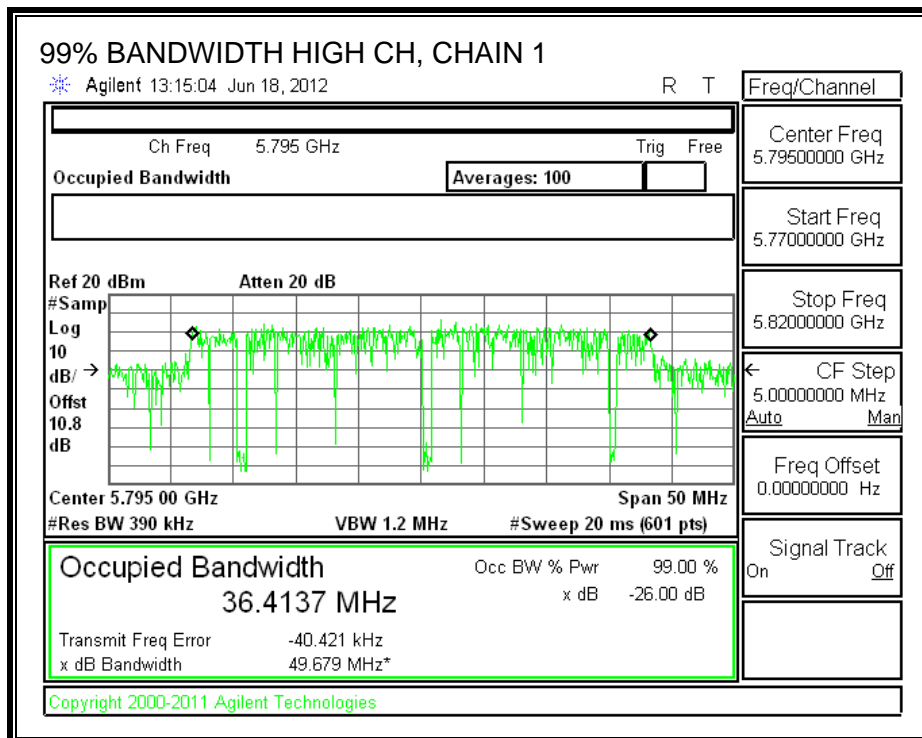 99% BANDWIDTH HIGH CH, CHAIN 1
Agilent 13:15:04 Jun 18, 2012 R T
Freq/Channel
Ch Freq 5.795 GHz Trig Free
Occupied Bandwidth Averages: 100
Center Freq
5.79500000 GHz
Start Freq
5.77000000 GHz
Stop Freq
5.82000000 GHz
CF Step
5.00000000 MHz
Auto Man
Freq Offset
0.00000000 Hz
Signal Track
On Off
Ref 20 dBm Atten 20 dB
#Samp
Log
10
dB/
Offst
10.8
dB
Center 5.795 00 GHz Span 50 MHz
#Res BW 390 kHz VBW 1.2 MHz #Sweep 20 ms (601 pts)
Occupied Bandwidth Occ BW % Pwr 99.00 %
36.4137 MHz x dB -26.00 dB
Transmit Freq Error -40.421 kHz
x dB Bandwidth 49.679 MHz*
Copyright 2000-2011 Agilent Technologies